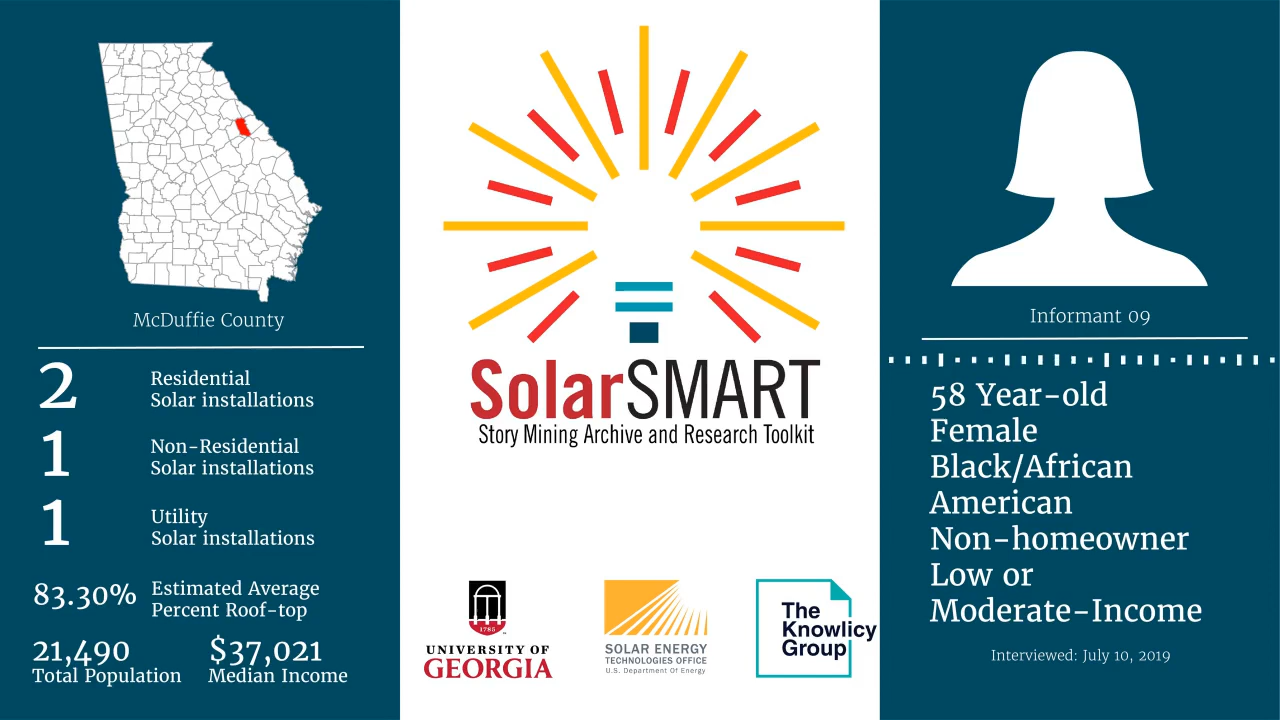 McDuffie County
2
Residential
Solar installations
1
Non-Residential
Solar installations
1
Utility
Solar installations
83.30%
Estimated Average
Percent Roof-top
21,490
Total Population
$37,021
Median Income
SolarSMART
Story Mining Archive and Research Toolkit
1785
UNIVERSITY OF
GEORGIA
SOLAR ENERGY
TECHNOLOGIES OFFICE
U.S. Department Of Energy
The
Knowlicy
Group
Informant 09
58 Year-old
Female
Black/African
American
Non-homeowner
Low or
Moderate-Income
Interviewed: July 10, 2019